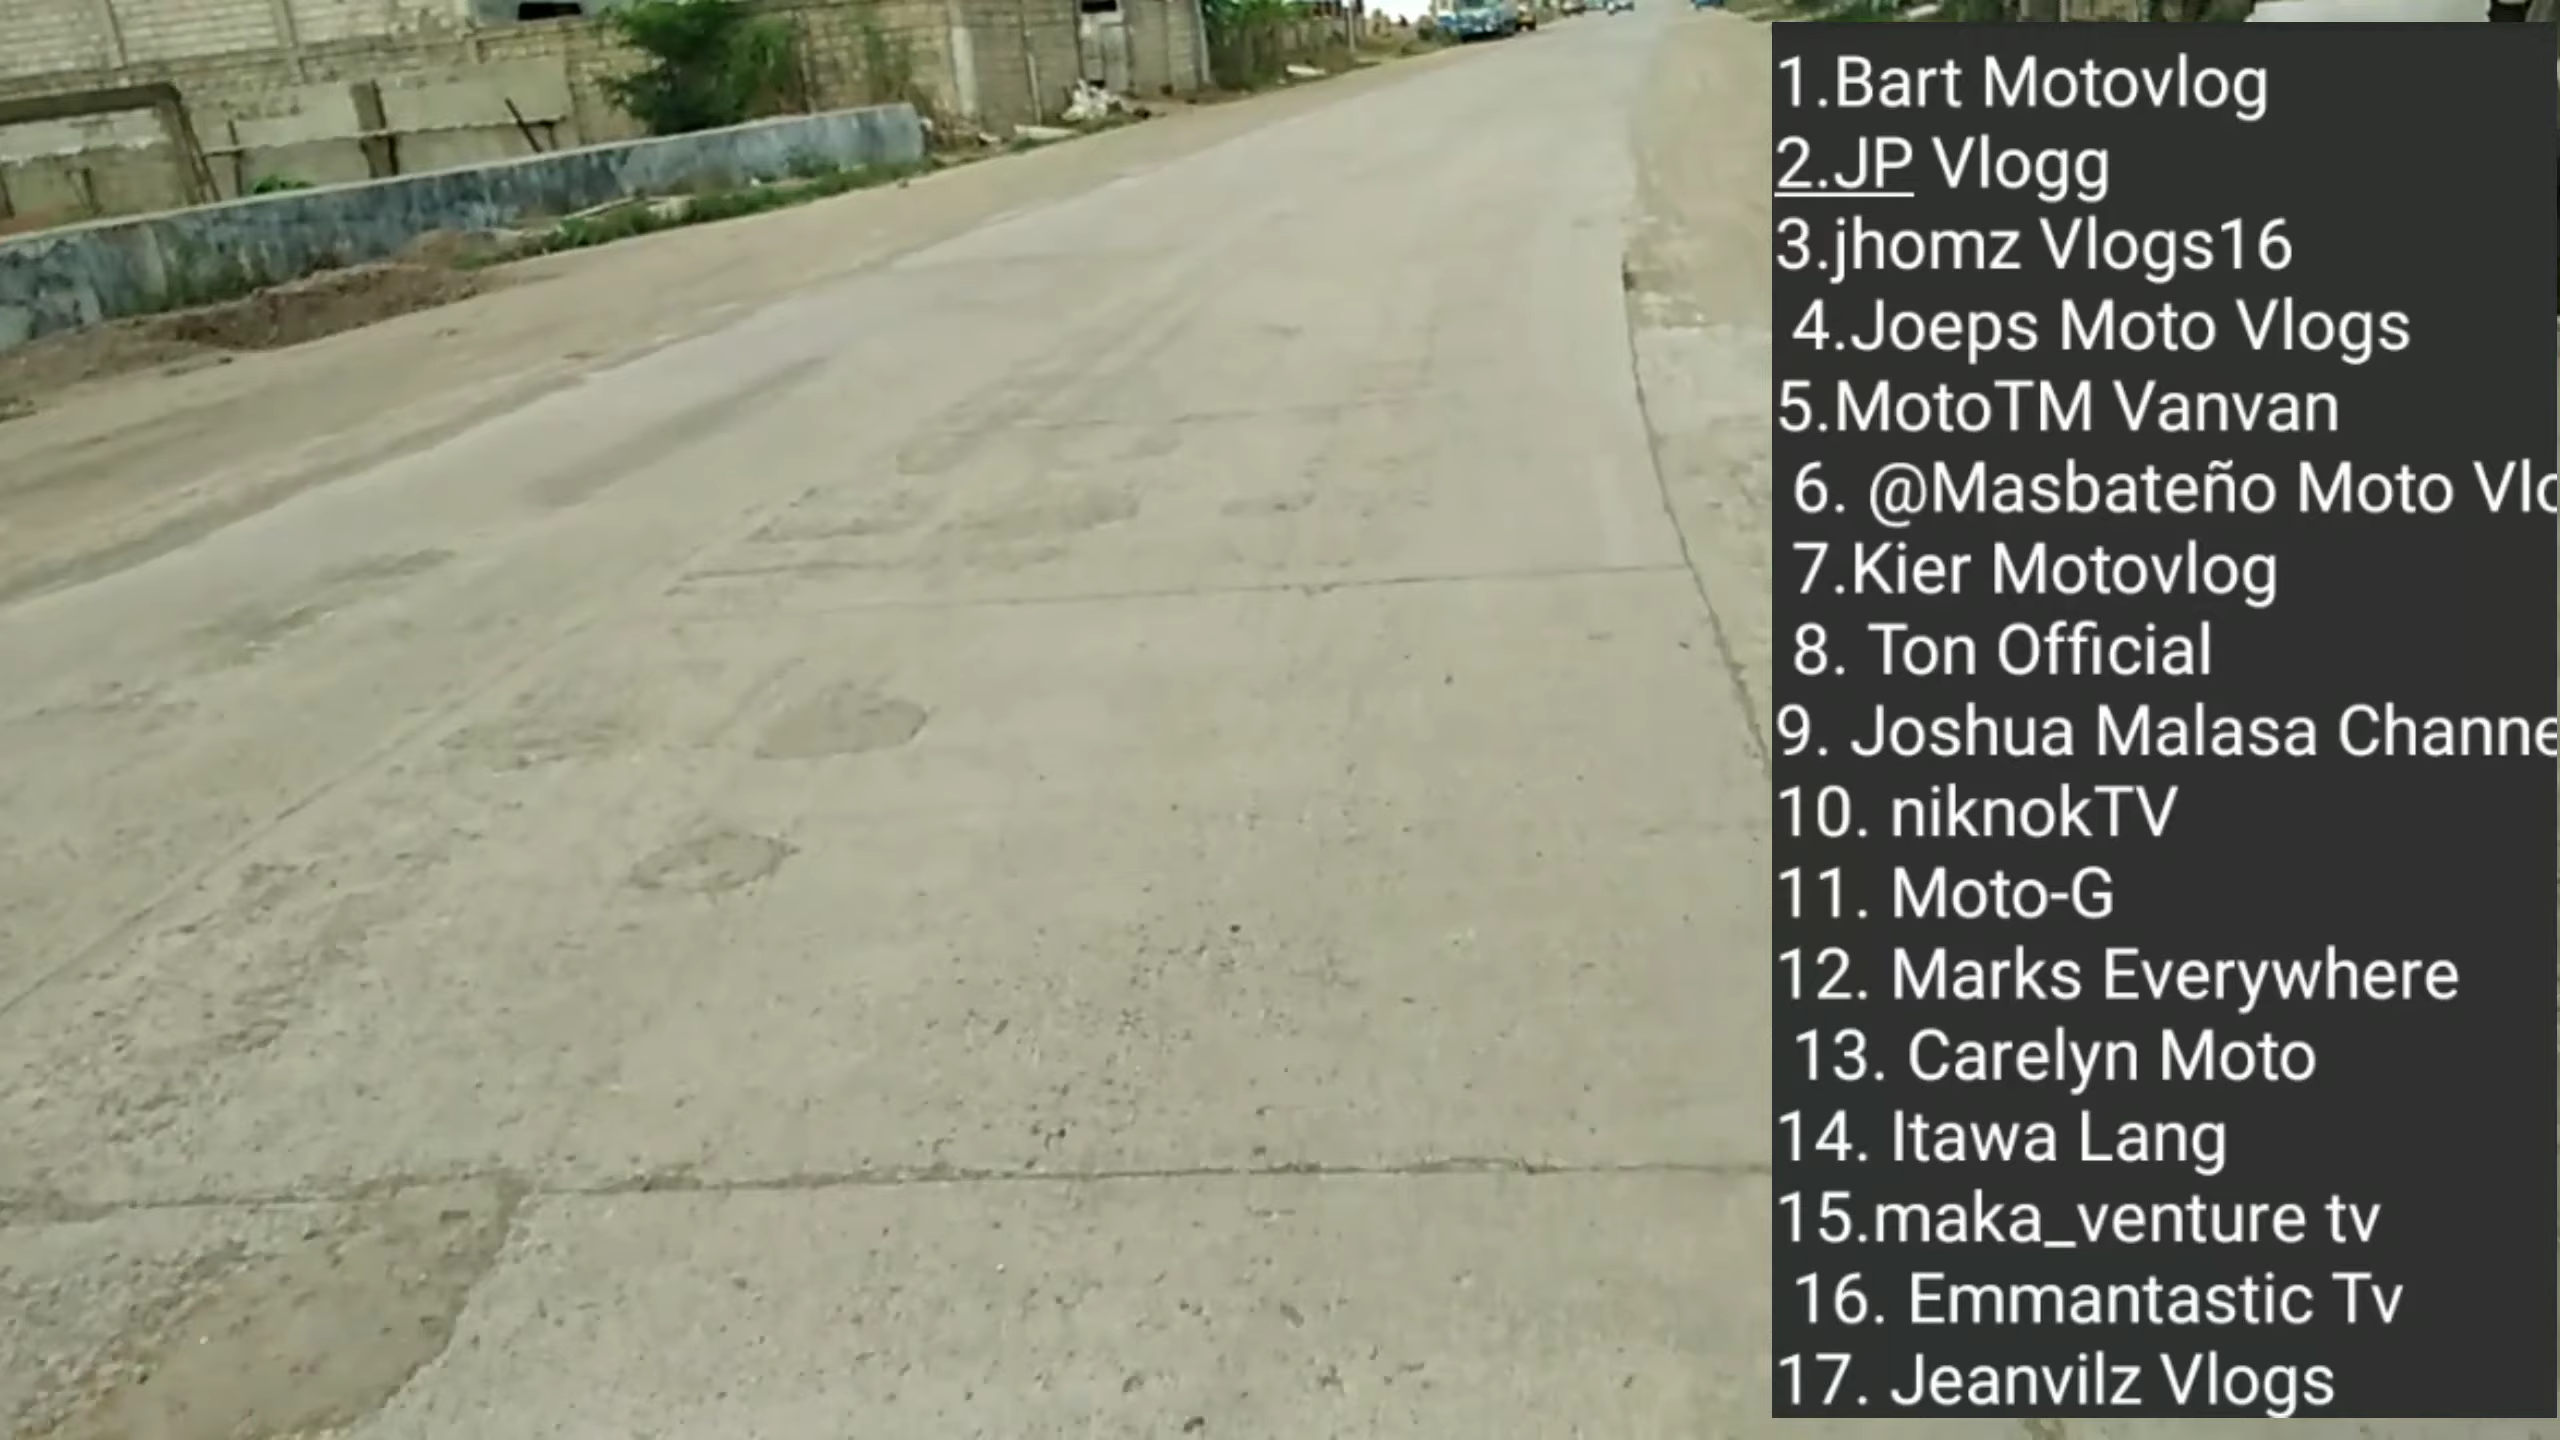 1.Bart Motovlog
2.JP Vlogg
3.jhomz Vlogs16
4.Joeps Moto Vlogs
5.MotoTM Vanvan
6. @Masbateño Moto
7.Kier Motovlog
8. Ton Official
9. Joshua Malasa
10. niknokTV
11. Moto-G
12. Marks Everywhere
13. Carelyn Moto
14. Itawa Lang
15.maka_venture tv
16. Emmantastic Tv
17. Jeanvilz Vlogs